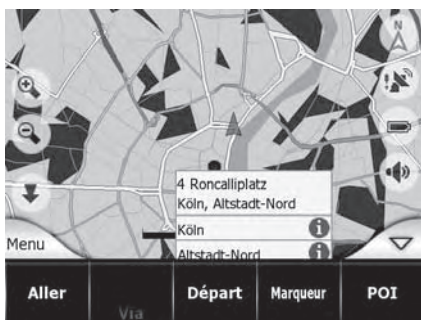 N
4 Roncalliplatz
Köln, Altstadt-Nord
Köln
Altstadt-Nord
Menu
Aller
Via
Départ
Marqueur
POI